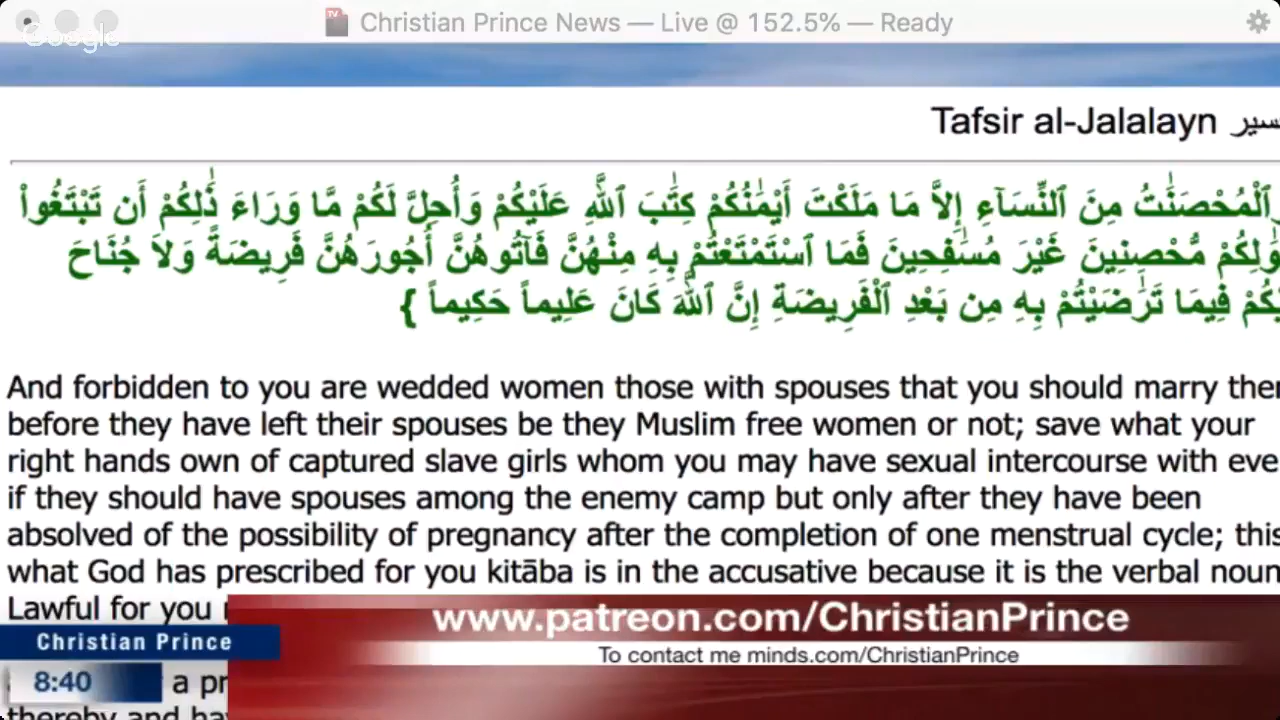 Google
Christian Prince News — Live @ 152.5% — Ready
Tafsir al-Jalalayn
ٱلْمُحْصَنَٰتُ مِنَ ٱلنِّسَآءِ إِلاَّ مَا مَلَكْتَ أَيْمَٰنُكُمْ كِتَٰبَ ٱللَّهِ عَلَيْكُمْ وَأُحِلَّ لَكُمْ مَّا وَرَاءَ ذَٰلِكُمْ أَن تَبْتَغُواْ
مُّحْصِنِينَ غَيْرَ مُسَٰفِحِينَ فَمَا ٱسْتَمْتَعْتُمْ بِهِ مِنْهُنَّ فَآتُوهُنَّ أُجُورَهُنَّ فَرِيضَةً وَلاَ جُنَاحَ
فِيمَا تَرَٰضَيْتُمْ بِهِ مِن بَعْدِ ٱلْفَرِيضَةِ إِنَّ ٱللَّهَ كَانَ عَلِيماً حَكِيماً }
And forbidden to you are wedded women those with spouses that you should marry
before they have left their spouses be they Muslim free women or not; save what your
right hands own of captured slave girls whom you may have sexual intercourse with
if they should have spouses among the enemy camp but only after they have been
absolved of the possibility of pregnancy after the completion of one menstrual cycle; this
what God has prescribed for you kitāba is in the accusative because it is the verbal noun
Lawful for you
www.patreon.com/ChristianPrince
Christian Prince
To contact me minds.com/ChristianPrince
8:40
a pr
thereby and